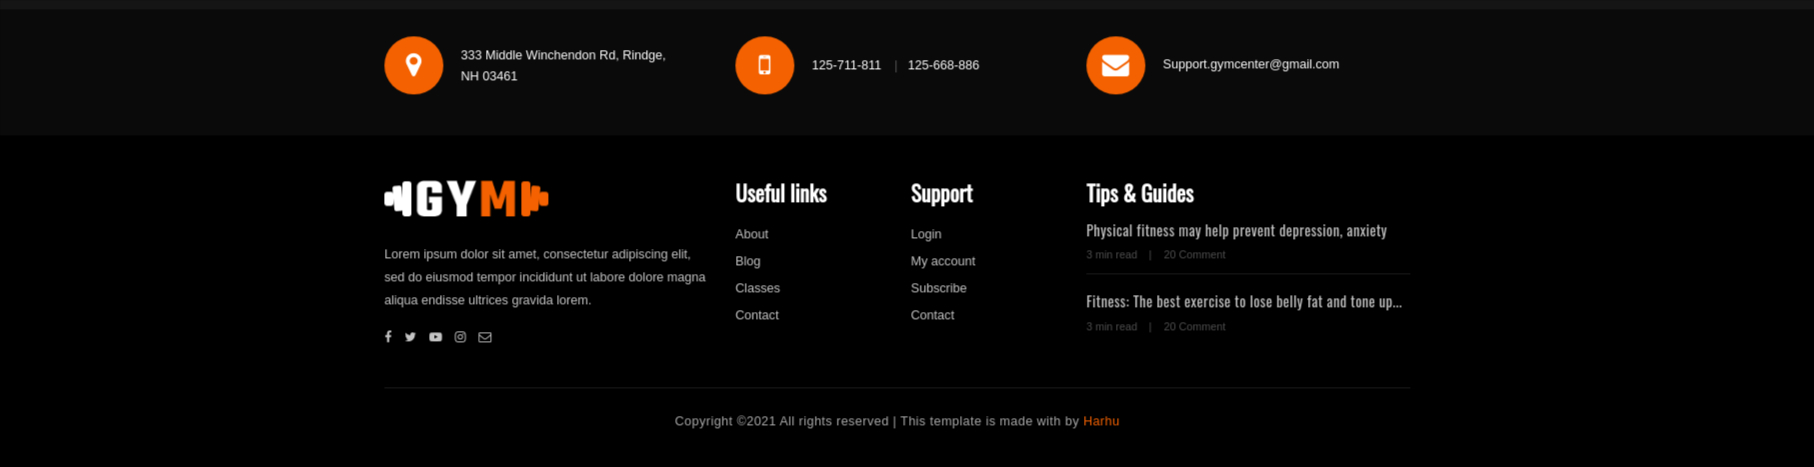 333 Middle Winchendon Rd, Rindge,
NH 03461
125-711-811 | 125-668-886
Support.gymcenter@gmail.com
GYM
Lorem ipsum dolor sit amet, consectetur adipiscing elit,
sed do eiusmod tempor incididunt ut labore dolore magna
aliqua endisse ultrices gravida lorem.
Useful links
About
Blog
Classes
Contact
Support
Login
My account
Subscribe
Contact
Tips & Guides
Physical fitness may help prevent depression, anxiety
3 min read | 20 Comment
Fitness: The best exercise to lose belly fat and tone up...
3 min read | 20 Comment
Copyright ©2021 All rights reserved | This template is made with by Harhu